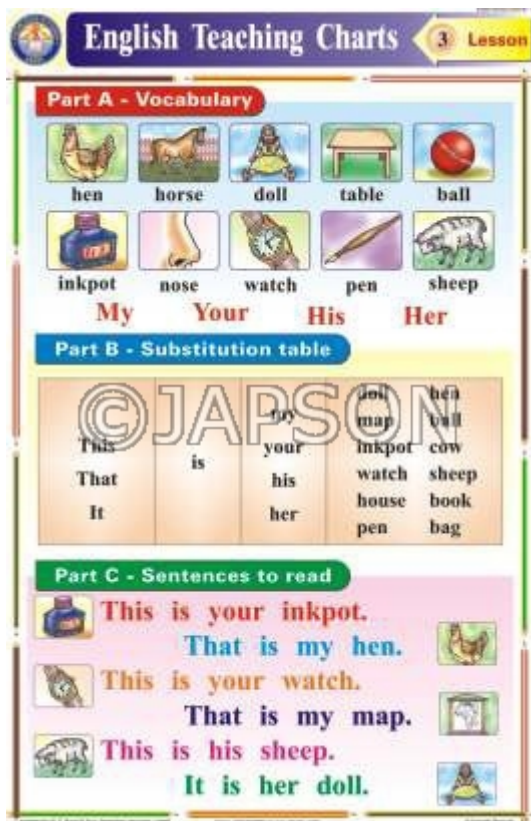 English Teaching Charts
3 Lesson
Part A - Vocabulary
hen horse doll table ball
inkpot nose watch pen sheep
My Your His Her
Part B - Substitution table
This
That
It
is
my
your
his
her
doll hen
map ball
inkpot cow
watch sheep
house book
pen bag
©JAPSON
Part C - Sentences to read
This is your inkpot.
That is my hen.
This is your watch.
That is my map.
This is his sheep.
It is her doll.